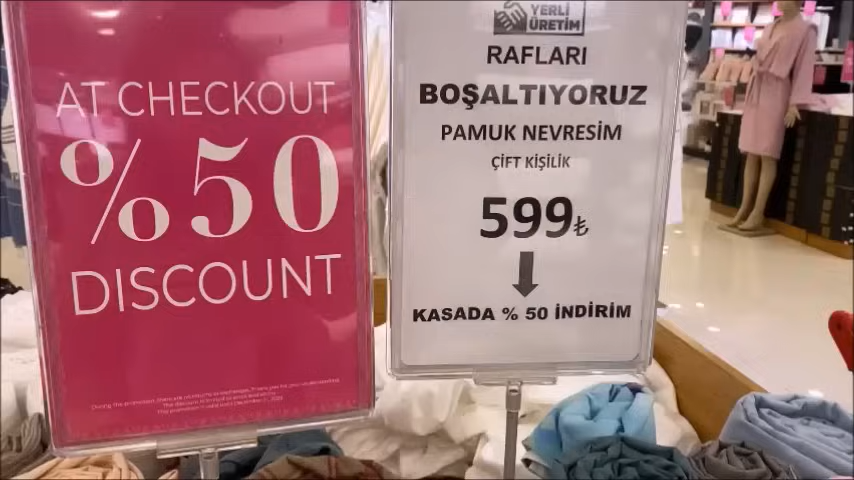 AT CHECKOUT
%50
DISCOUNT
YERLİ
ÜRETİM
RAFLARI
BOŞALTIYORUZ
PAMUK NEVRESİM
ÇİFT KİŞİLİK
599₺
KASADA % 50 İNDİRİM